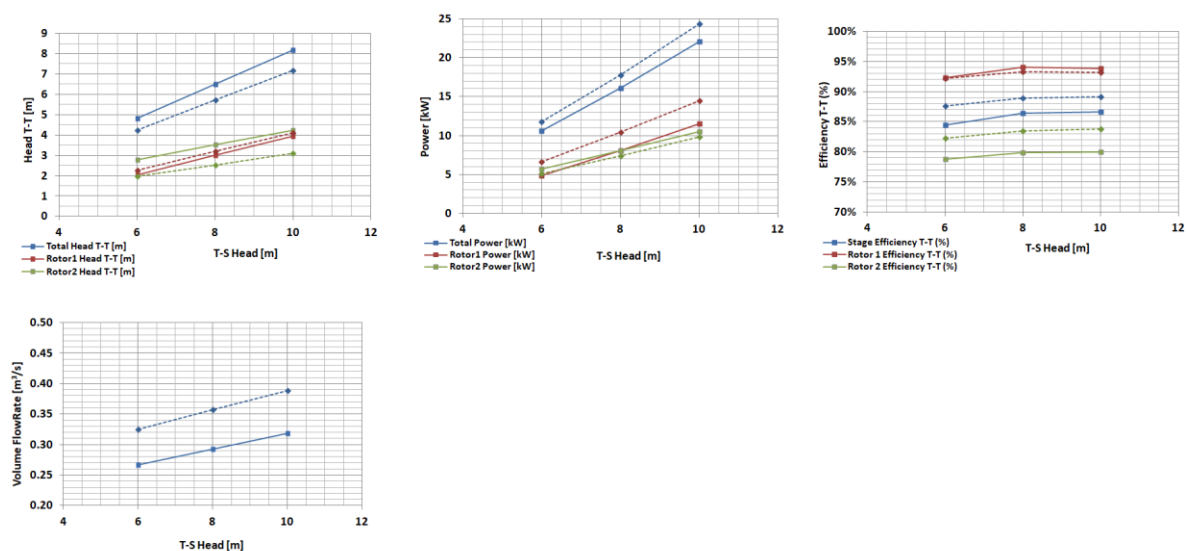 9
8
7
6
5
4
3
2
1
0
Head T-T [m]
4
6
8
10
12
T-S Head [m]
Total Head T-T [m]
Rotor1 Head T-T [m]
Rotor2 Head T-T [m]
25
20
15
10
5
0
Power [kW]
4
6
8
10
12
T-S Head [m]
Total Power [kW]
Rotor1 Power [kW]
Rotor2 Power [kW]
100%
95%
90%
85%
80%
75%
70%
Efficiency T-T (%)
4
6
8
10
12
T-S Head [m]
Stage Efficiency T-T (%)
Rotor 1 Efficiency T-T (%)
Rotor 2 Efficiency T-T (%)
0.50
0.45
0.40
0.35
0.30
0.25
0.20
Volume FlowRate [m³/s]
4
6
8
10
12
T-S Head [m]